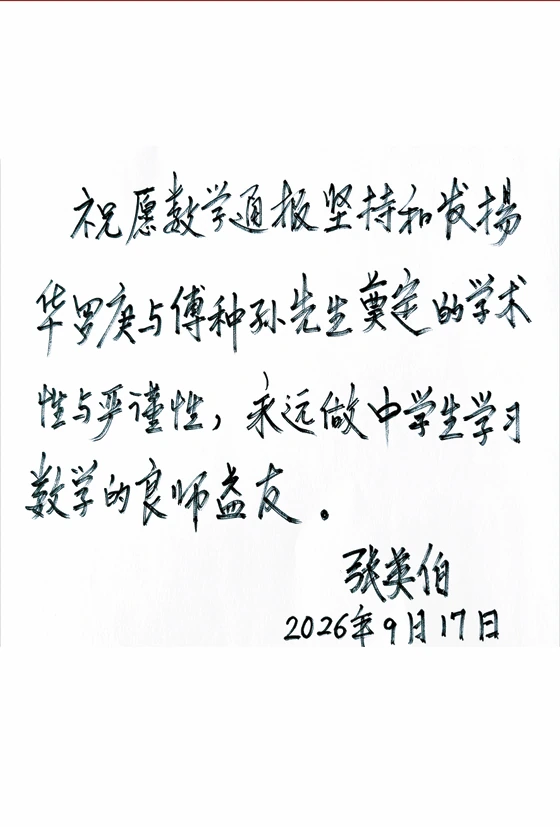 祝愿数学通报坚持和发揚
华罗庚与傅种孙先生奠定的学术
性与严谨性，永远做中学生学习
数学的良师益友。
张英伯
2026年9月17日